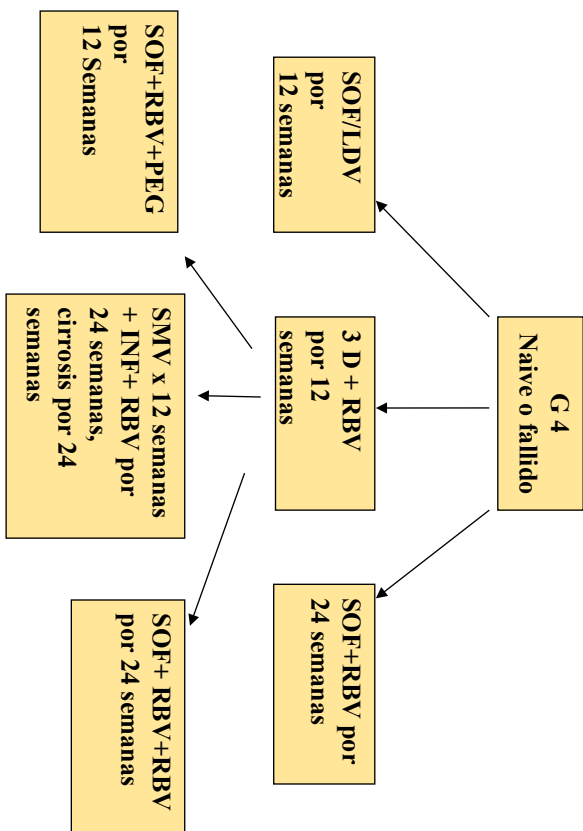 G 4
Naive o fallido
SOF/LDV
por
12 semanas
3 D + RBV
por 12
semanas
SOF+RBV por
24 semanas
SOF+RBV+PEG
por
12 Semanas
SMV x 12 semanas
+ INF+ RBV por
24 semanas,
cirrosis por 24
semanas
SOF+ RBV+RBV
por 24 semanas